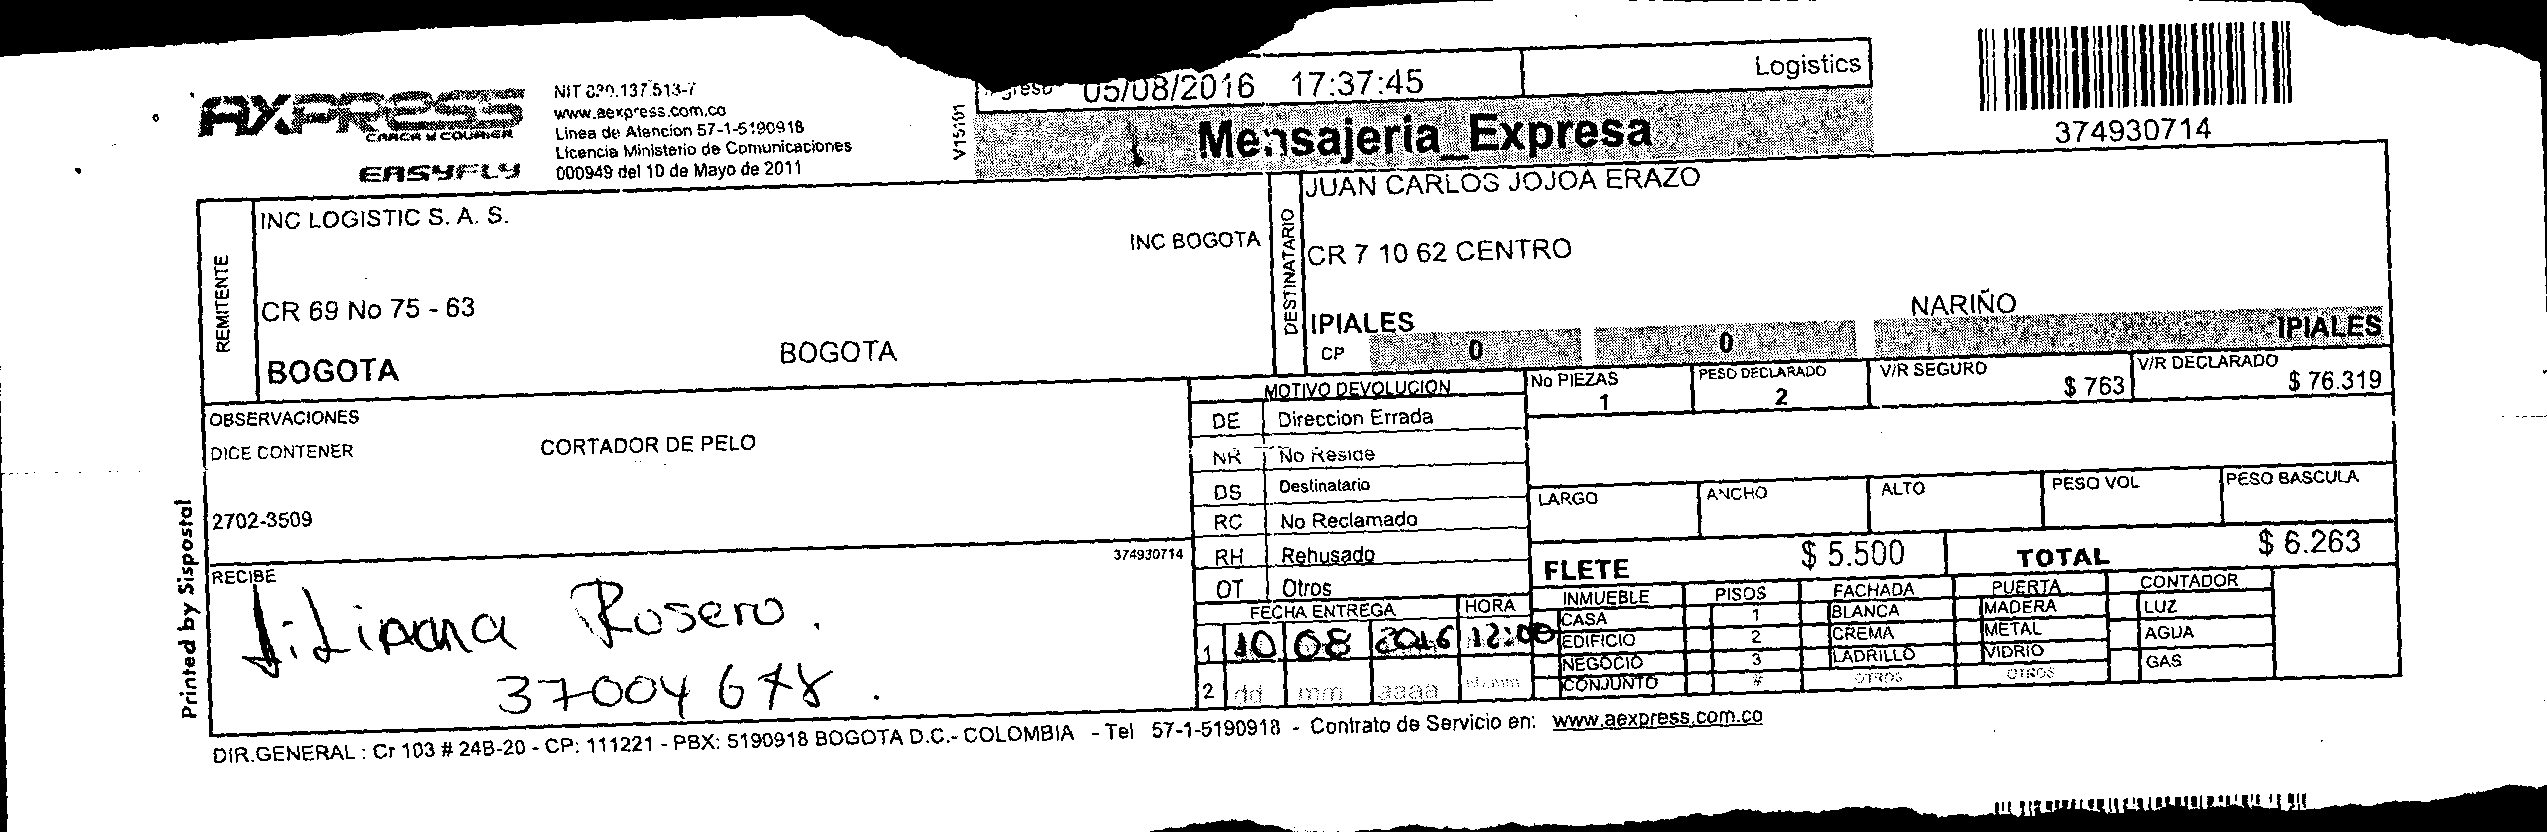 AXPRESS
CARGA Y COURIER
EASYFLY
www.aexpress.com.co
Linea de Atencion 57-1-5190918
Licencia Ministerio de Comunicaciones
000949 del 10 de Mayo de 2011
V15101
05/08/2016 17:37:45
Logistics
Mensajeria_Expresa
374930714
REMITENTE
INC LOGISTIC S. A. S.
INC BOGOTA
CR 69 No 75 - 63
BOGOTA
BOGOTA
DESTINATARIO
JUAN CARLOS JOJOA ERAZO
CR 7 10 62 CENTRO
NARIÑO
IPIALES
CP 0 0 IPIALES
OBSERVACIONES
DICE CONTENER CORTADOR DE PELO
2702-3509
374930714
MOTIVO DEVOLUCION
DE Direccion Errada
NR No Reside
DS Destinatario
RC No Reclamado
RH Rehusado
OT Otros
No PIEZAS
1
PESO DECLARADO
2
V/R SEGURO
$ 763
V/R DECLARADO
$ 76.319
LARGO ANCHO ALTO PESO VOL PESO BASCULA
FLETE $ 5.500 TOTAL $ 6.263
RECIBE
Liliana Rosero.
37004678.
FECHA ENTREGA HORA
1 10 08 2016 12:00
2 dd mm aaaa
INMUEBLE PISOS FACHADA PUERTA CONTADOR
CASA 1 BLANCA MADERA LUZ
EDIFICIO 2 CREMA METAL AGUA
NEGOCIO 3 LADRILLO VIDRIO GAS
CONJUNTO # OTROS OTROS
Printed by Sispostal
DIR.GENERAL : Cr 103 # 24B-20 - CP: 111221 - PBX: 5190918 BOGOTA D.C.- COLOMBIA - Tel 57-1-5190918 - Contrato de Servicio en: www.aexpress.com.co